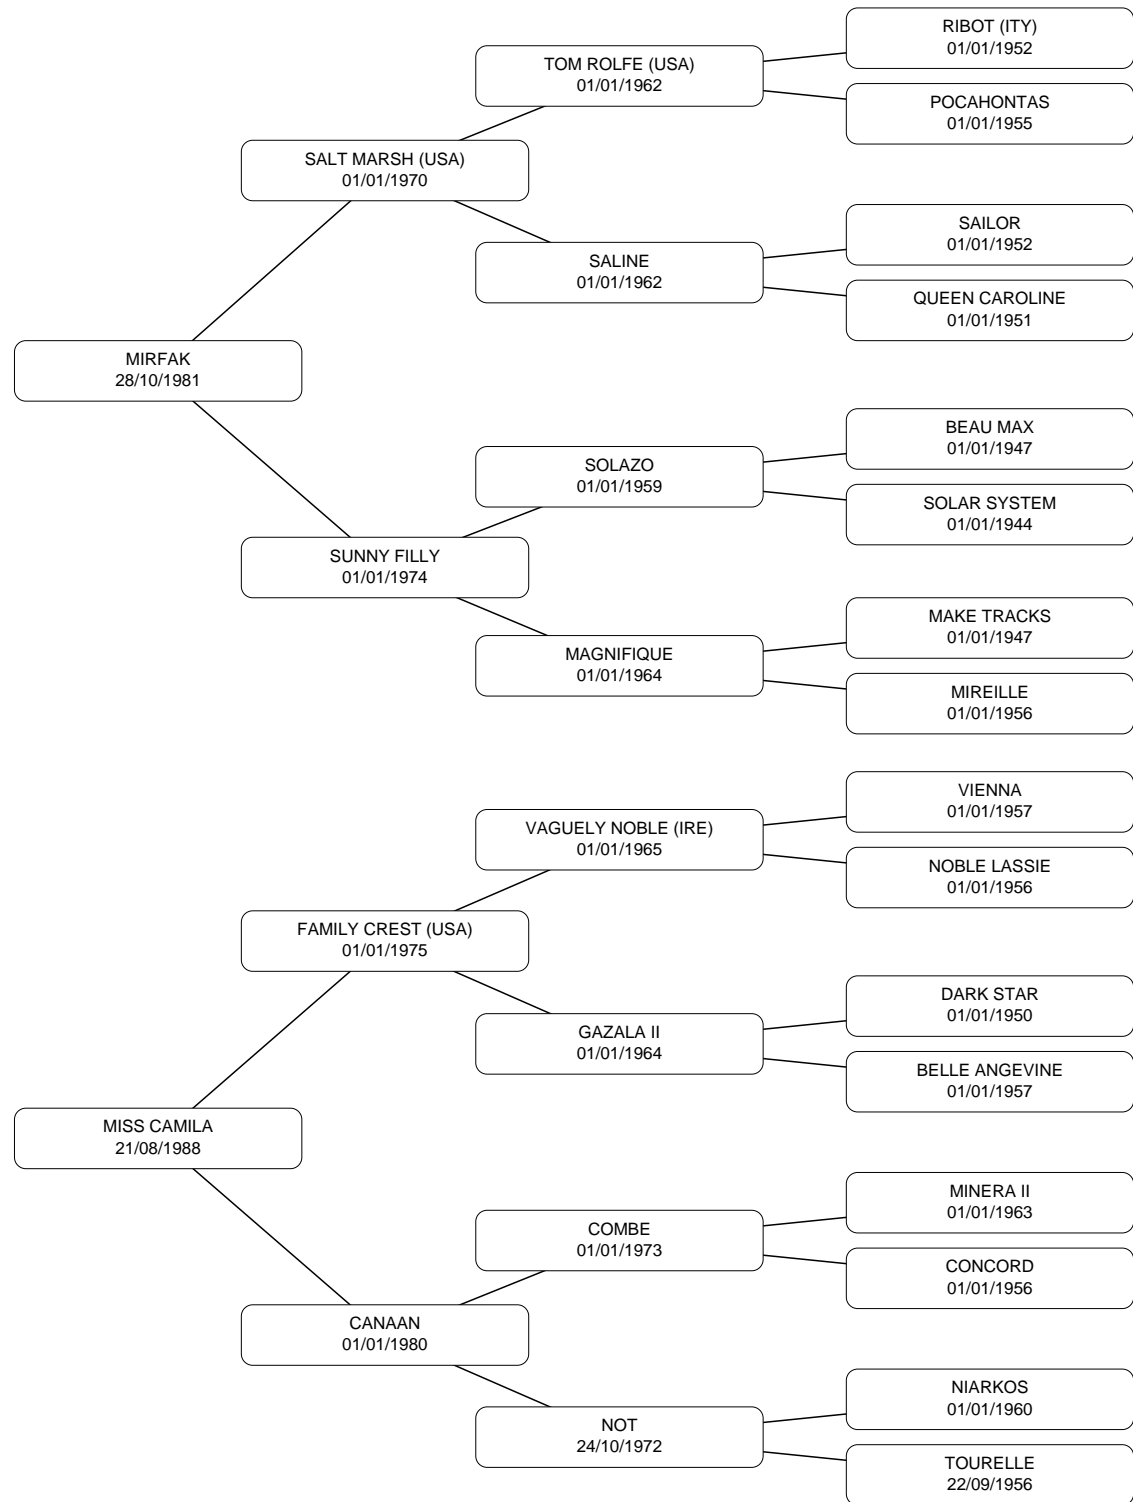 RIBOT (ITY)
01/01/1952
TOM ROLFE (USA)
01/01/1962
POCAHONTAS
01/01/1955
SALT MARSH (USA)
01/01/1970
SAILOR
01/01/1952
SALINE
01/01/1962
QUEEN CAROLINE
01/01/1951
MIRFAK
28/10/1981
BEAU MAX
01/01/1947
SOLAZO
01/01/1959
SOLAR SYSTEM
01/01/1944
SUNNY FILLY
01/01/1974
MAKE TRACKS
01/01/1947
MAGNIFIQUE
01/01/1964
MIREILLE
01/01/1956
VIENNA
01/01/1957
VAGUELY NOBLE (IRE)
01/01/1965
NOBLE LASSIE
01/01/1956
FAMILY CREST (USA)
01/01/1975
DARK STAR
01/01/1950
GAZALA II
01/01/1964
BELLE ANGEVINE
01/01/1957
MISS CAMILA
21/08/1988
MINERA II
01/01/1963
COMBE
01/01/1973
CONCORD
01/01/1956
CANAAN
01/01/1980
NIARKOS
01/01/1960
NOT
24/10/1972
TOURELLE
22/09/1956